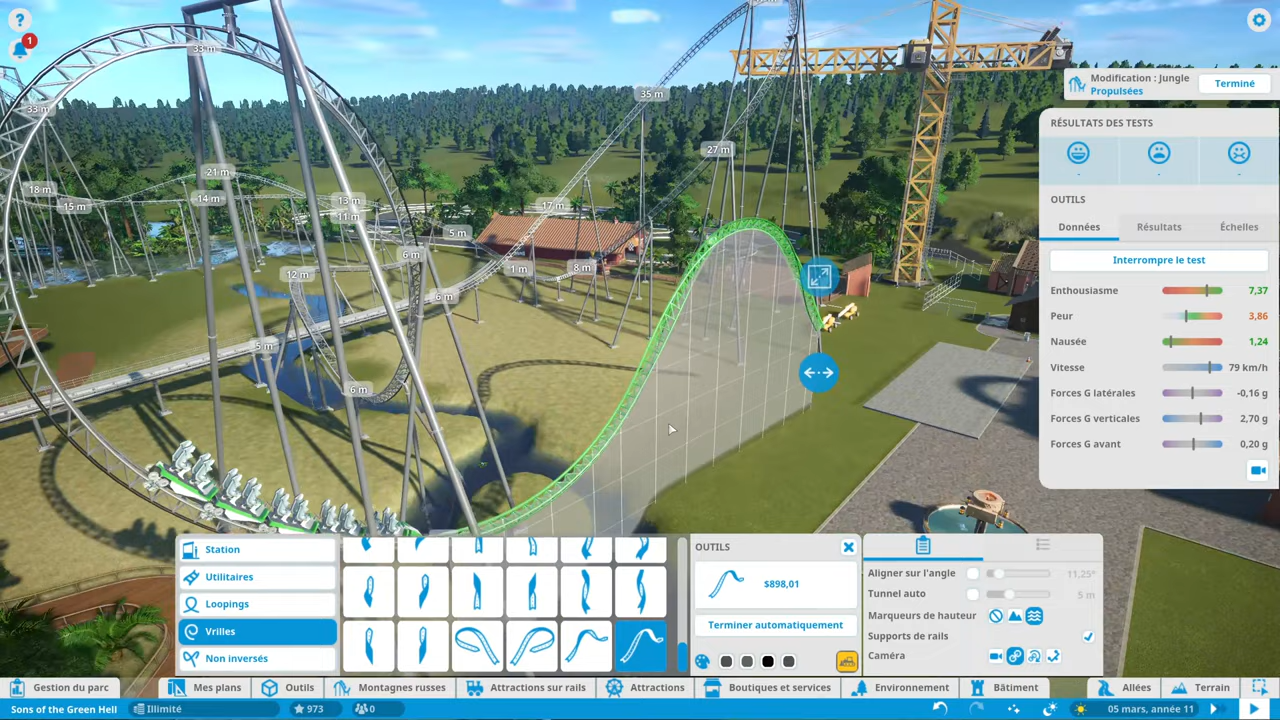 ?
1
33 m
33 m
35 m
27 m
21 m
18 m
14 m
15 m
13 m
11 m
17 m
5 m
6 m
1 m
8 m
12 m
6 m
5 m
6 m
Modification : Jungle
Propulsées
Terminé
RÉSULTATS DES TESTS
- - -
OUTILS
Données Résultats Échelles
Interrompre le test
Enthousiasme 7,37
Peur 3,86
Nausée 1,24
Vitesse 79 km/h
Forces G latérales -0,16 g
Forces G verticales 2,70 g
Forces G avant 0,20 g
Station
Utilitaires
Loopings
Vrilles
Non inversés
OUTILS
$898,01
Terminer automatiquement
Aligner sur l'angle 11,25°
Tunnel auto 5 m
Marqueurs de hauteur
Supports de rails
Caméra
Gestion du parc Mes plans Outils Montagnes russes Attractions sur rails Attractions Boutiques et services Environnement Bâtiment Allées Terrain
Sons of the Green Hell Illimité 973 0 05 mars, année 11